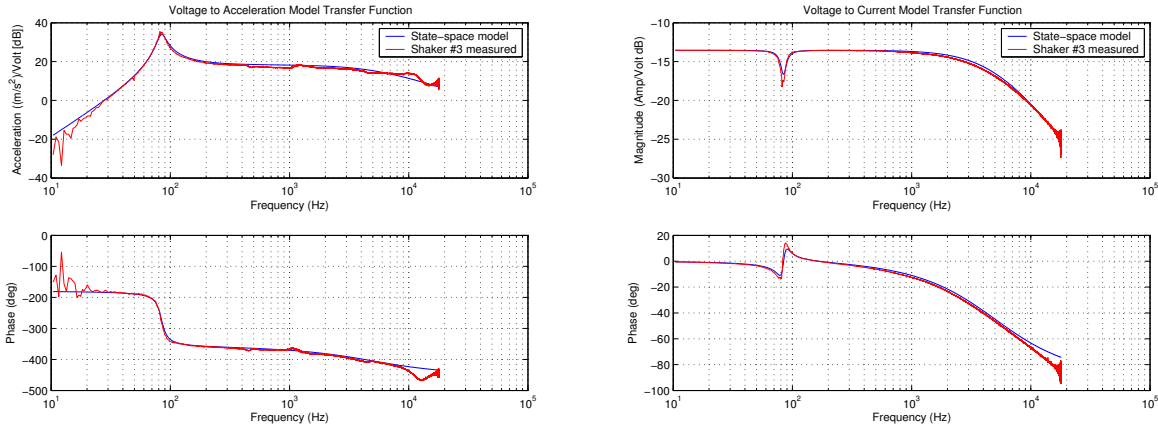 Voltage to Acceleration Model Transfer Function
40
20
0
−20
−40
Acceleration ((m/s²)/Volt [dB])
State−space model
Shaker #3 measured
10¹ 10² 10³ 10⁴ 10⁵
Frequency (Hz)
Voltage to Current Model Transfer Function
−10
−15
−20
−25
−30
Magnitude (Amp/Volt dB)
State−space model
Shaker #3 measured
10¹ 10² 10³ 10⁴ 10⁵
Frequency (Hz)
0
−100
−200
−300
−400
−500
Phase (deg)
10¹ 10² 10³ 10⁴ 10⁵
Frequency (Hz)
20
0
−20
−40
−60
−80
−100
Phase (deg)
10¹ 10² 10³ 10⁴ 10⁵
Frequency (Hz)